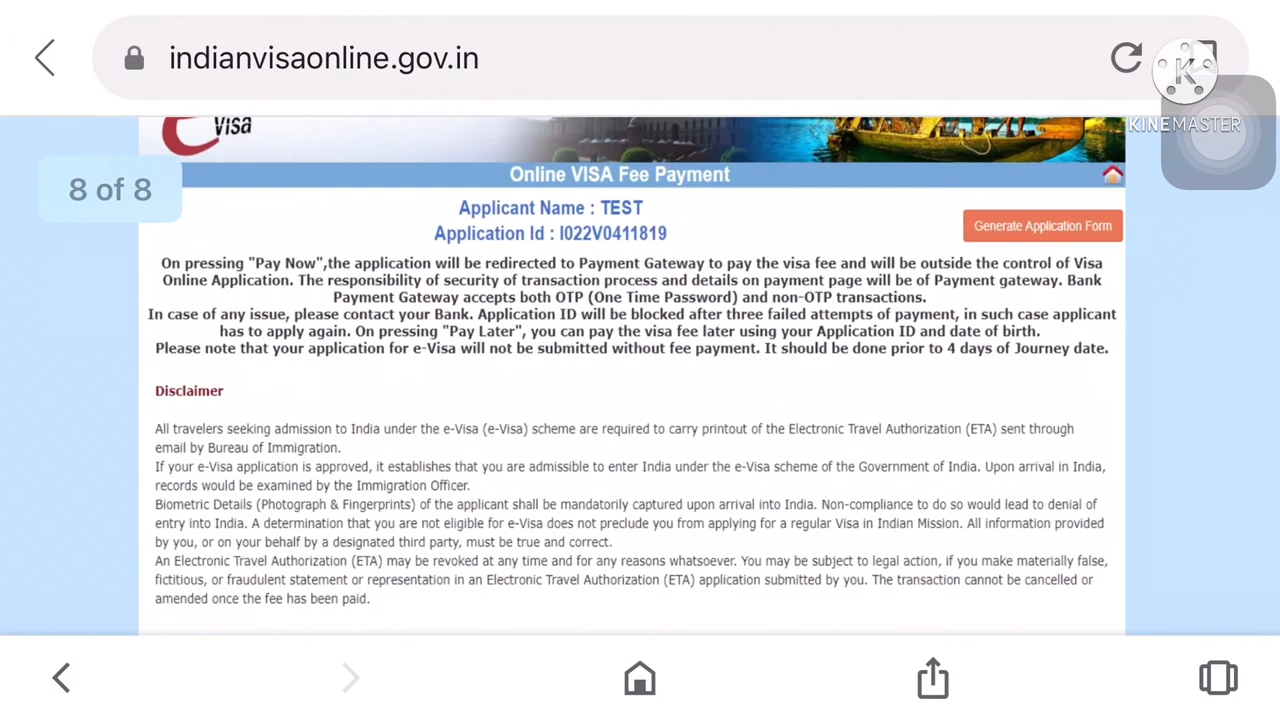 indianvisaonline.gov.in
K
KINEMASTER
e Visa
8 of 8
Online VISA Fee Payment
Applicant Name : TEST
Application Id : I022V0411819
Generate Application Form
On pressing "Pay Now",the application will be redirected to Payment Gateway to pay the visa fee and will be outside the control of Visa
Online Application. The responsibility of security of transaction process and details on payment page will be of Payment gateway. Bank
Payment Gateway accepts both OTP (One Time Password) and non-OTP transactions.
In case of any issue, please contact your Bank. Application ID will be blocked after three failed attempts of payment, in such case applicant
has to apply again. On pressing "Pay Later", you can pay the visa fee later using your Application ID and date of birth.
Please note that your application for e-Visa will not be submitted without fee payment. It should be done prior to 4 days of Journey date.
Disclaimer
All travelers seeking admission to India under the e-Visa (e-Visa) scheme are required to carry printout of the Electronic Travel Authorization (ETA) sent through
email by Bureau of Immigration.
If your e-Visa application is approved, it establishes that you are admissible to enter India under the e-Visa scheme of the Government of India. Upon arrival in India,
records would be examined by the Immigration Officer.
Biometric Details (Photograph & Fingerprints) of the applicant shall be mandatorily captured upon arrival into India. Non-compliance to do so would lead to denial of
entry into India. A determination that you are not eligible for e-Visa does not preclude you from applying for a regular Visa in Indian Mission. All information provided
by you, or on your behalf by a designated third party, must be true and correct.
An Electronic Travel Authorization (ETA) may be revoked at any time and for any reasons whatsoever. You may be subject to legal action, if you make materially false,
fictitious, or fraudulent statement or representation in an Electronic Travel Authorization (ETA) application submitted by you. The transaction cannot be cancelled or
amended once the fee has been paid.